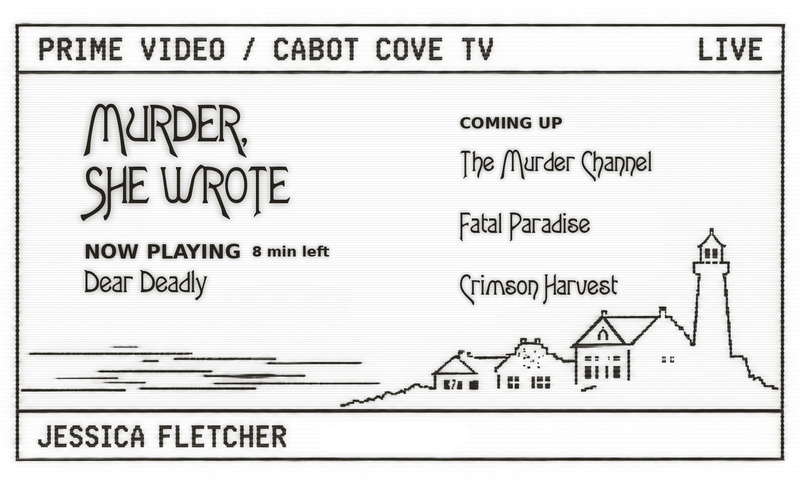 PRIME VIDEO / CABOT COVE TV
LIVE
MURDER,
SHE WROTE
NOW PLAYING 8 min left
Dear Deadly
COMING UP
The Murder Channel
Fatal Paradise
Crimson Harvest
JESSICA FLETCHER